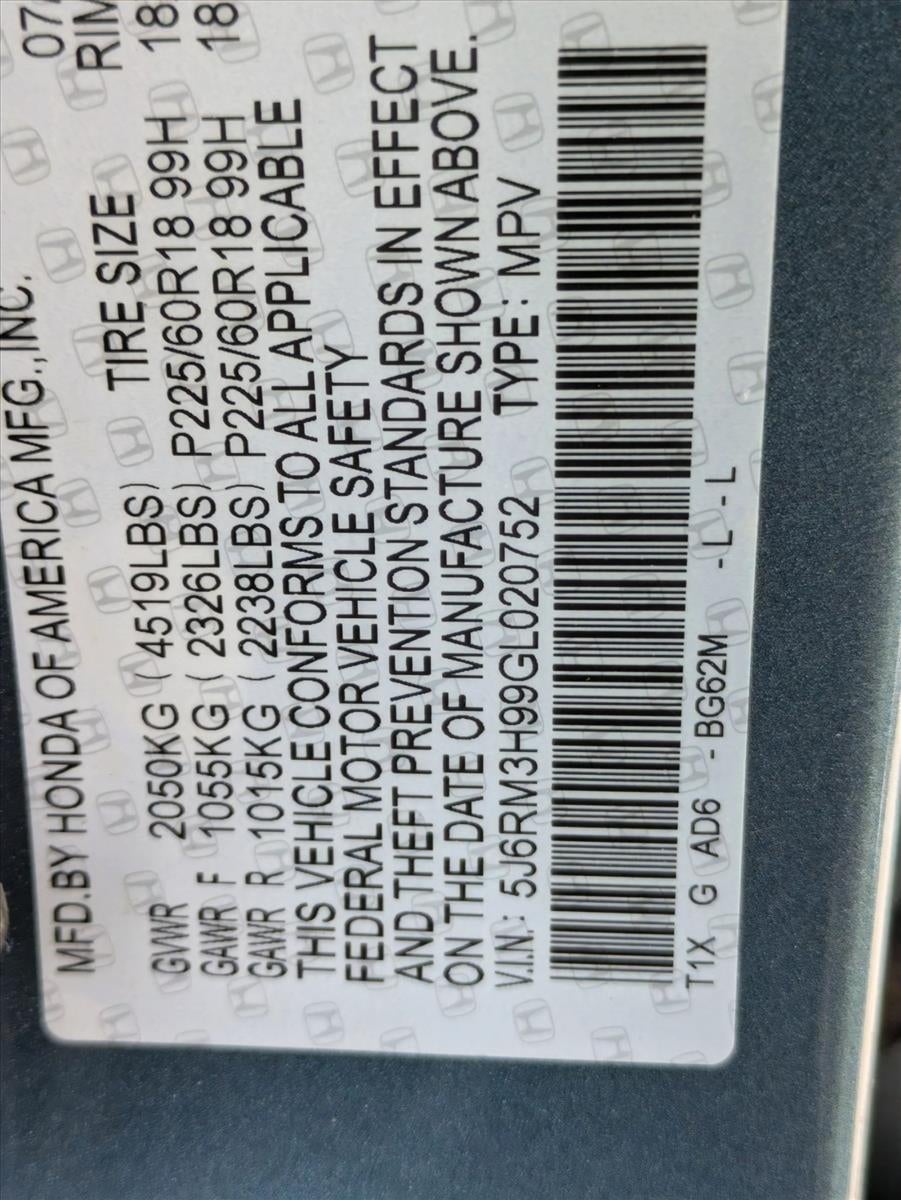 MFD.BY HONDA OF AMERICA MFG.,INC. 07/
TIRE SIZE RIM
GVWR 2050KG ( 4519LBS)
GAWR F 1055KG ( 2326LBS) P225/60R18 99H 18
GAWR R 1015KG ( 2238LBS) P225/60R18 99H 18
THIS VEHICLE CONFORMS TO ALL APPLICABLE
FEDERAL MOTOR VEHICLE SAFETY
AND THEFT PREVENTION STANDARDS IN EFFECT
ON THE DATE OF MANUFACTURE SHOWN ABOVE.
V.I.N.: 5J6RM3H99GL020752 TYPE: MPV
T1X G AD6 - BG62M -L - L